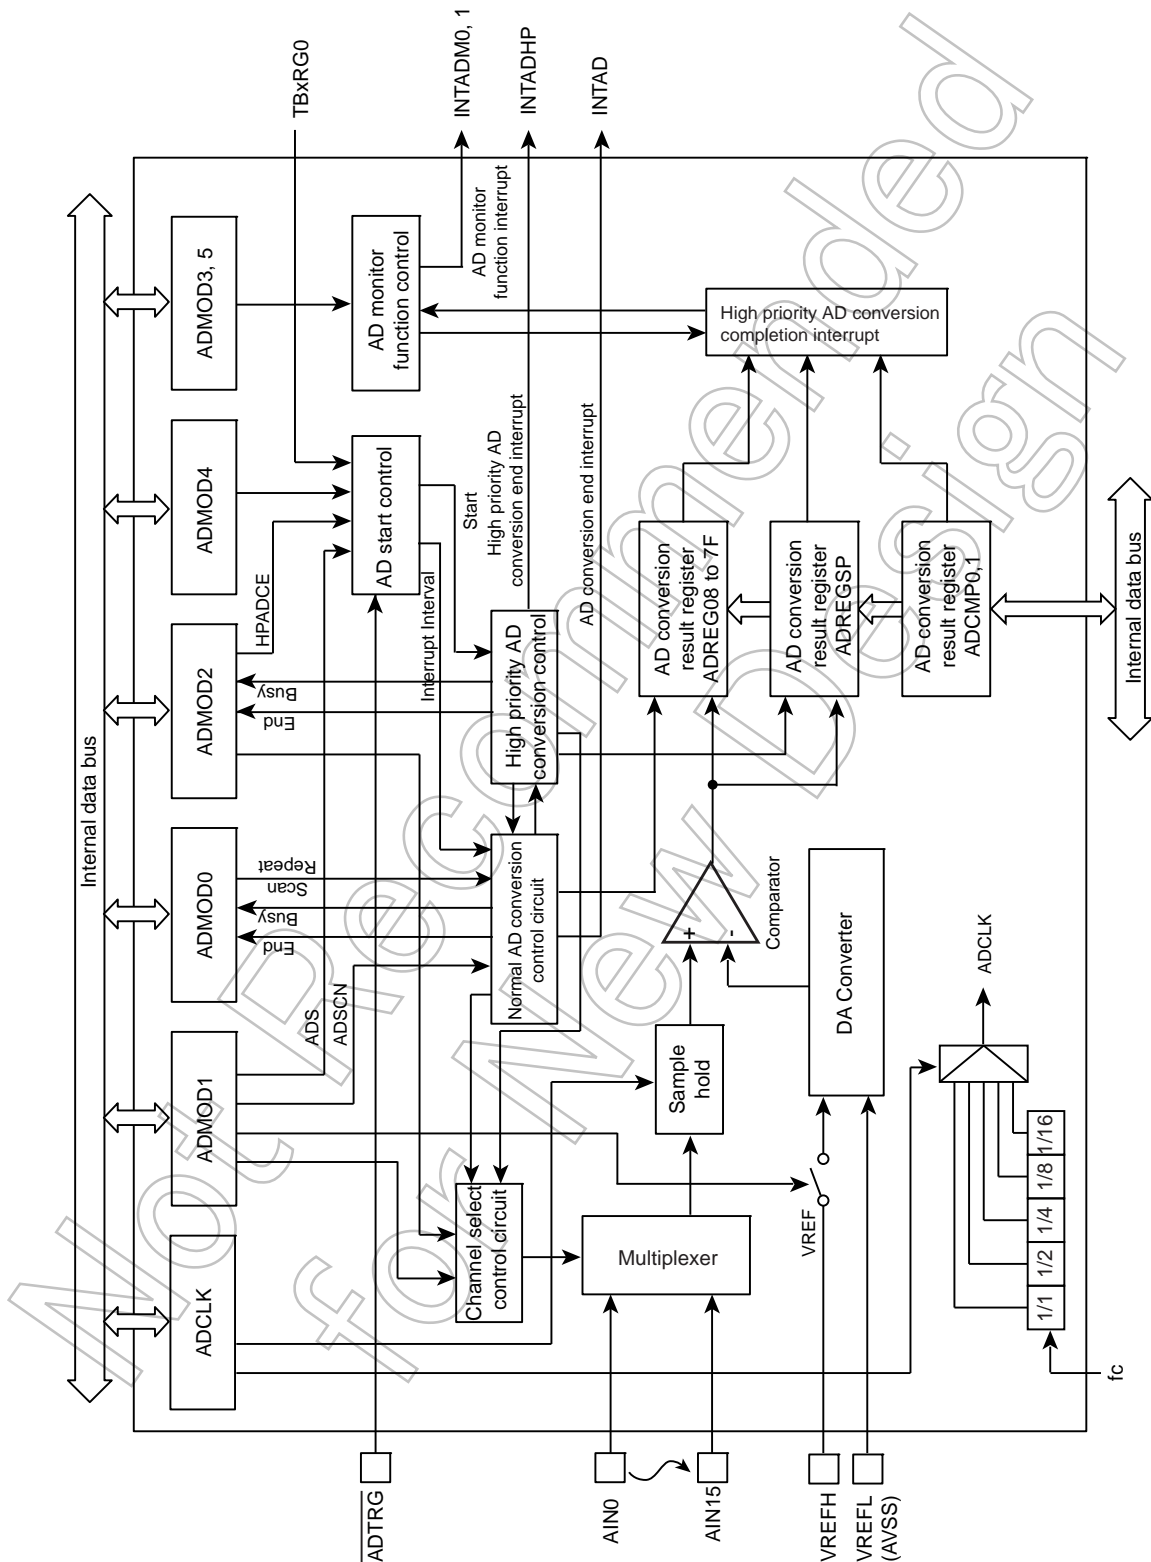 Not Recommended
for New Design
Internal data bus
ADCLK
ADMOD1
ADMOD0
ADMOD2
ADMOD4
ADMOD3, 5
TBxRG0
INTADM0, 1
INTADHP
INTAD
ADS
ADSCN
End
Busy
Scan
Repeat
End
Busy
HPADCE
AD start control
AD monitor
function control
AD monitor
function interrupt
Interrupt Interval
Start
High priority AD
conversion end interrupt
AD conversion end interrupt
Channel select
control circuit
Normal AD conversion
control circuit
High priority AD
conversion control
High priority AD conversion
completion interrupt
Multiplexer
Sample
hold
+
-
Comparator
AD conversion
result register
ADREG08 to 7F
AD conversion
result register
ADREGSP
AD conversion
result register
ADCMP0,1
Internal data bus
VREF
DA Converter
ADCLK
1/1
1/2
1/4
1/8
1/16
fc
ADTRG
AIN0
AIN15
VREFH
VREFL
(AVSS)